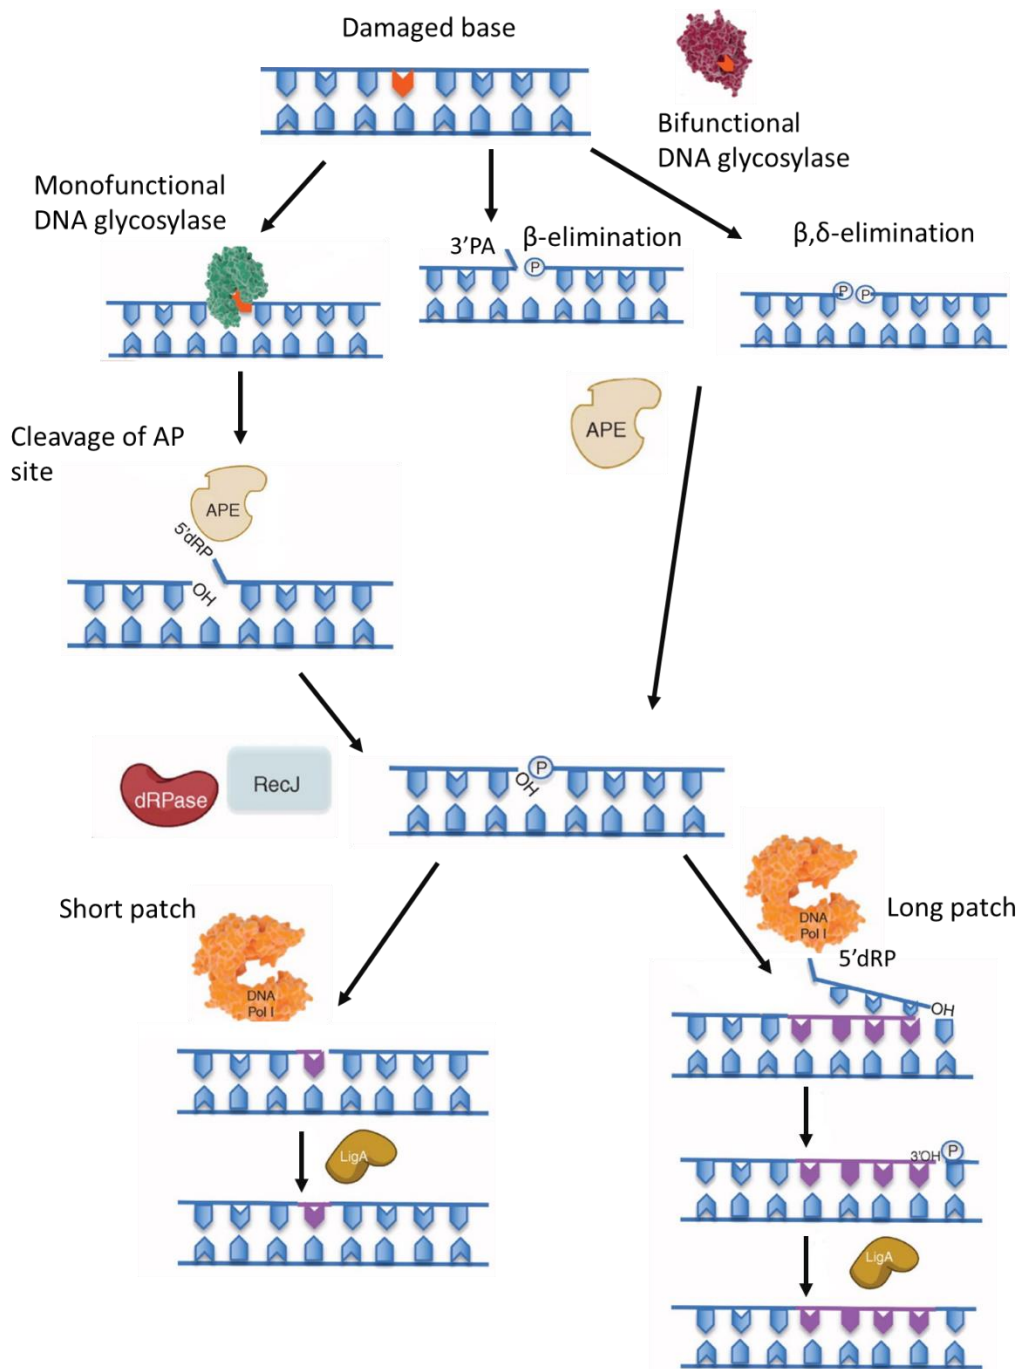 Damaged base
Bifunctional
DNA glycosylase
Monofunctional
DNA glycosylase
3'PA
β-elimination
P
β,δ-elimination
P
P
APE
Cleavage of AP
site
APE
5'dRP
OH
dRPase
RecJ
P
OH
Short patch
DNA
Pol I
DNA
Pol I
Long patch
5'dRP
OH
LigA
3'OH
P
LigA